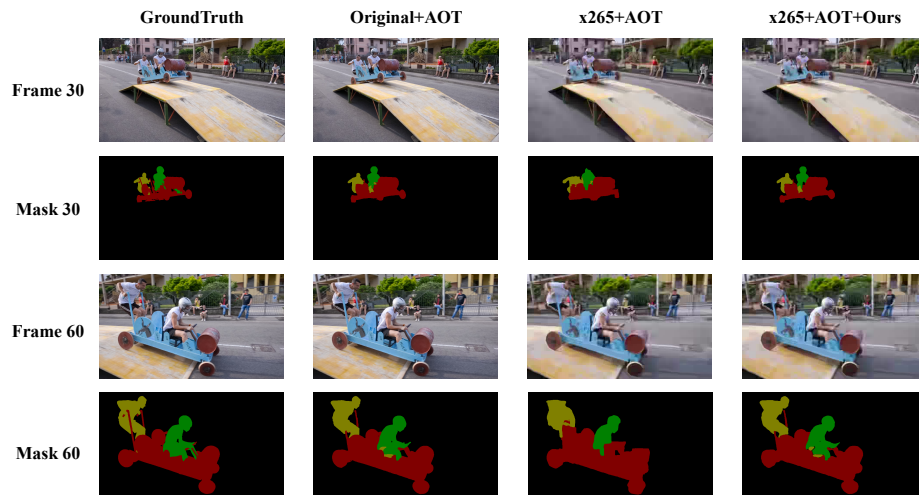 GroundTruth Original+AOT x265+AOT x265+AOT+Ours
Frame 30
Mask 30
Frame 60
Mask 60